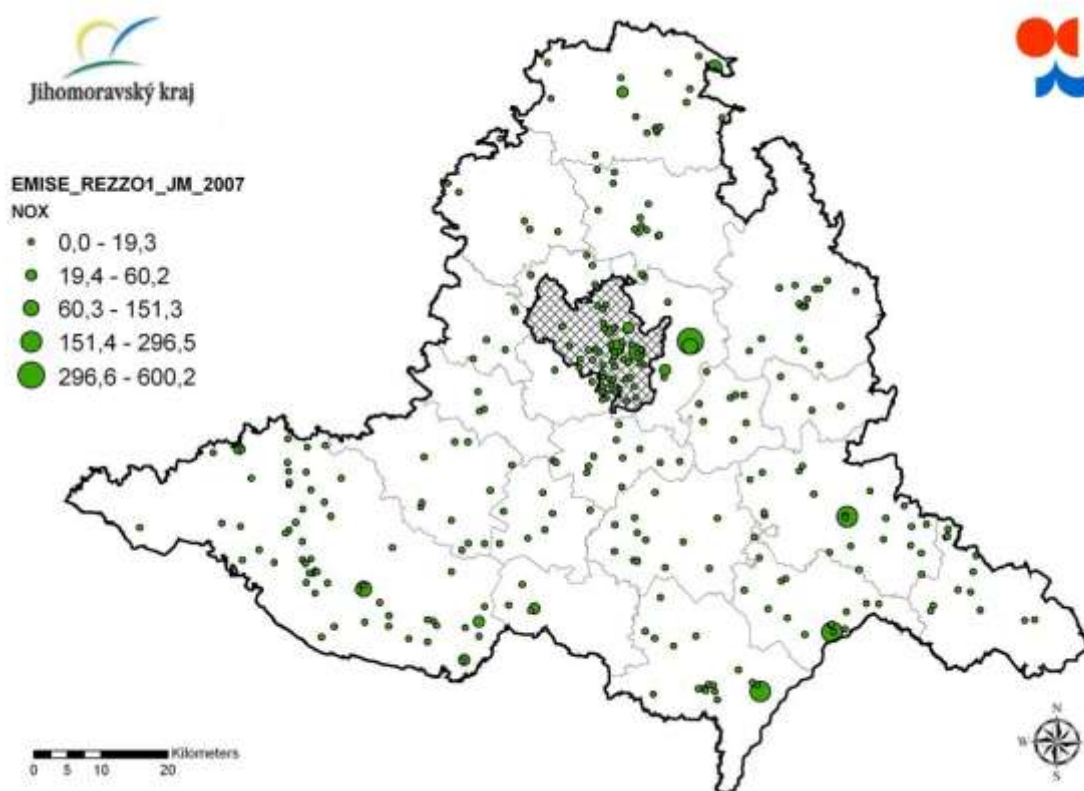 Jihomoravský kraj
EMISE_REZZO1_JM_2007
NOX
0,0 - 19,3
19,4 - 60,2
60,3 - 151,3
151,4 - 296,5
296,6 - 600,2
Kilometers
0 5 10 20
N
W E
S